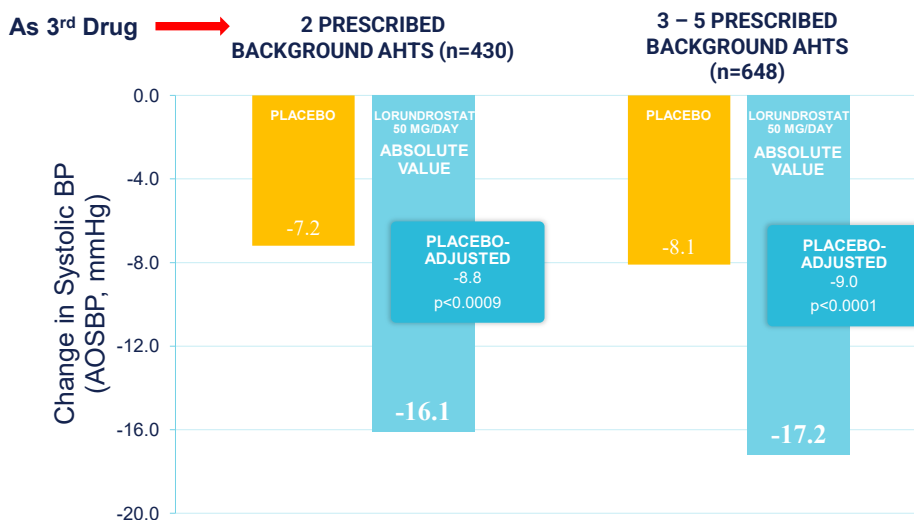 As 3rd Drug
2 PRESCRIBED
BACKGROUND AHTS (n=430)
3 – 5 PRESCRIBED
BACKGROUND AHTS
(n=648)
Change in Systolic BP
(AOSBP, mmHg)
0.0
-4.0
-8.0
-12.0
-16.0
-20.0
PLACEBO
-7.2
LORUNDROSTAT
50 MG/DAY
ABSOLUTE
VALUE
PLACEBO-
ADJUSTED
-8.8
p<0.0009
-16.1
PLACEBO
-8.1
LORUNDROSTAT
50 MG/DAY
ABSOLUTE
VALUE
PLACEBO-
ADJUSTED
-9.0
p<0.0001
-17.2